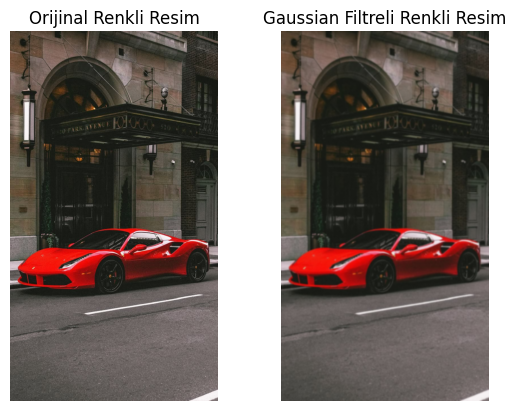 Orijinal Renkli Resim
Gaussian Filtreli Renkli Resim